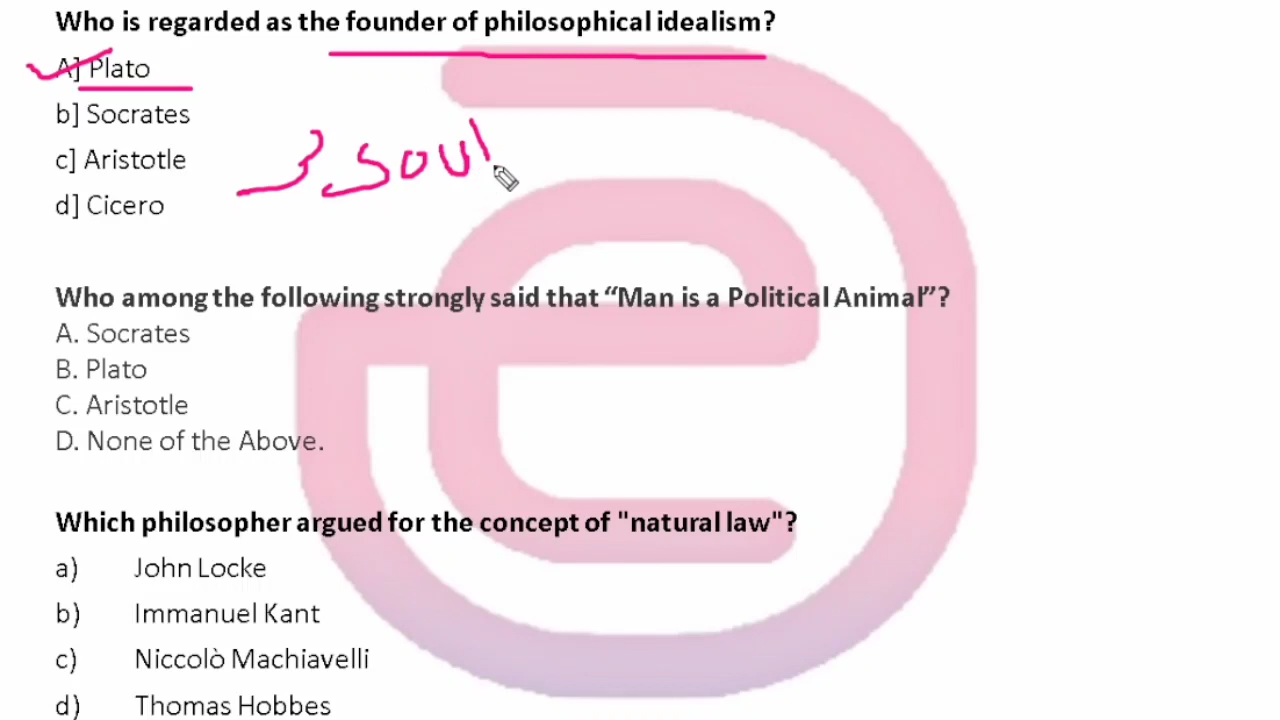 Who is regarded as the founder of philosophical idealism?
A] Plato
b] Socrates
c] Aristotle
d] Cicero
3 soul
Who among the following strongly said that “Man is a Political Animal”?
A. Socrates
B. Plato
C. Aristotle
D. None of the Above.
Which philosopher argued for the concept of "natural law"?
a) John Locke
b) Immanuel Kant
c) Niccolò Machiavelli
d) Thomas Hobbes